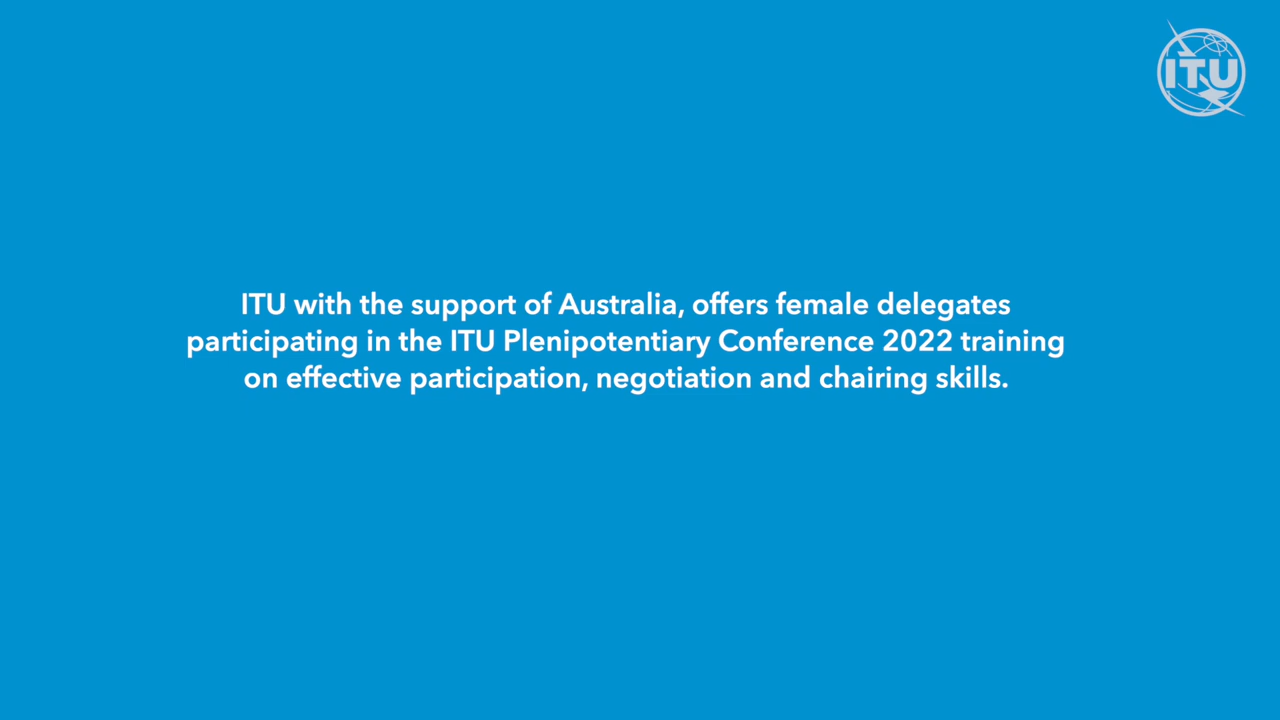 ITU
ITU with the support of Australia, offers female delegates
participating in the ITU Plenipotentiary Conference 2022 training
on effective participation, negotiation and chairing skills.